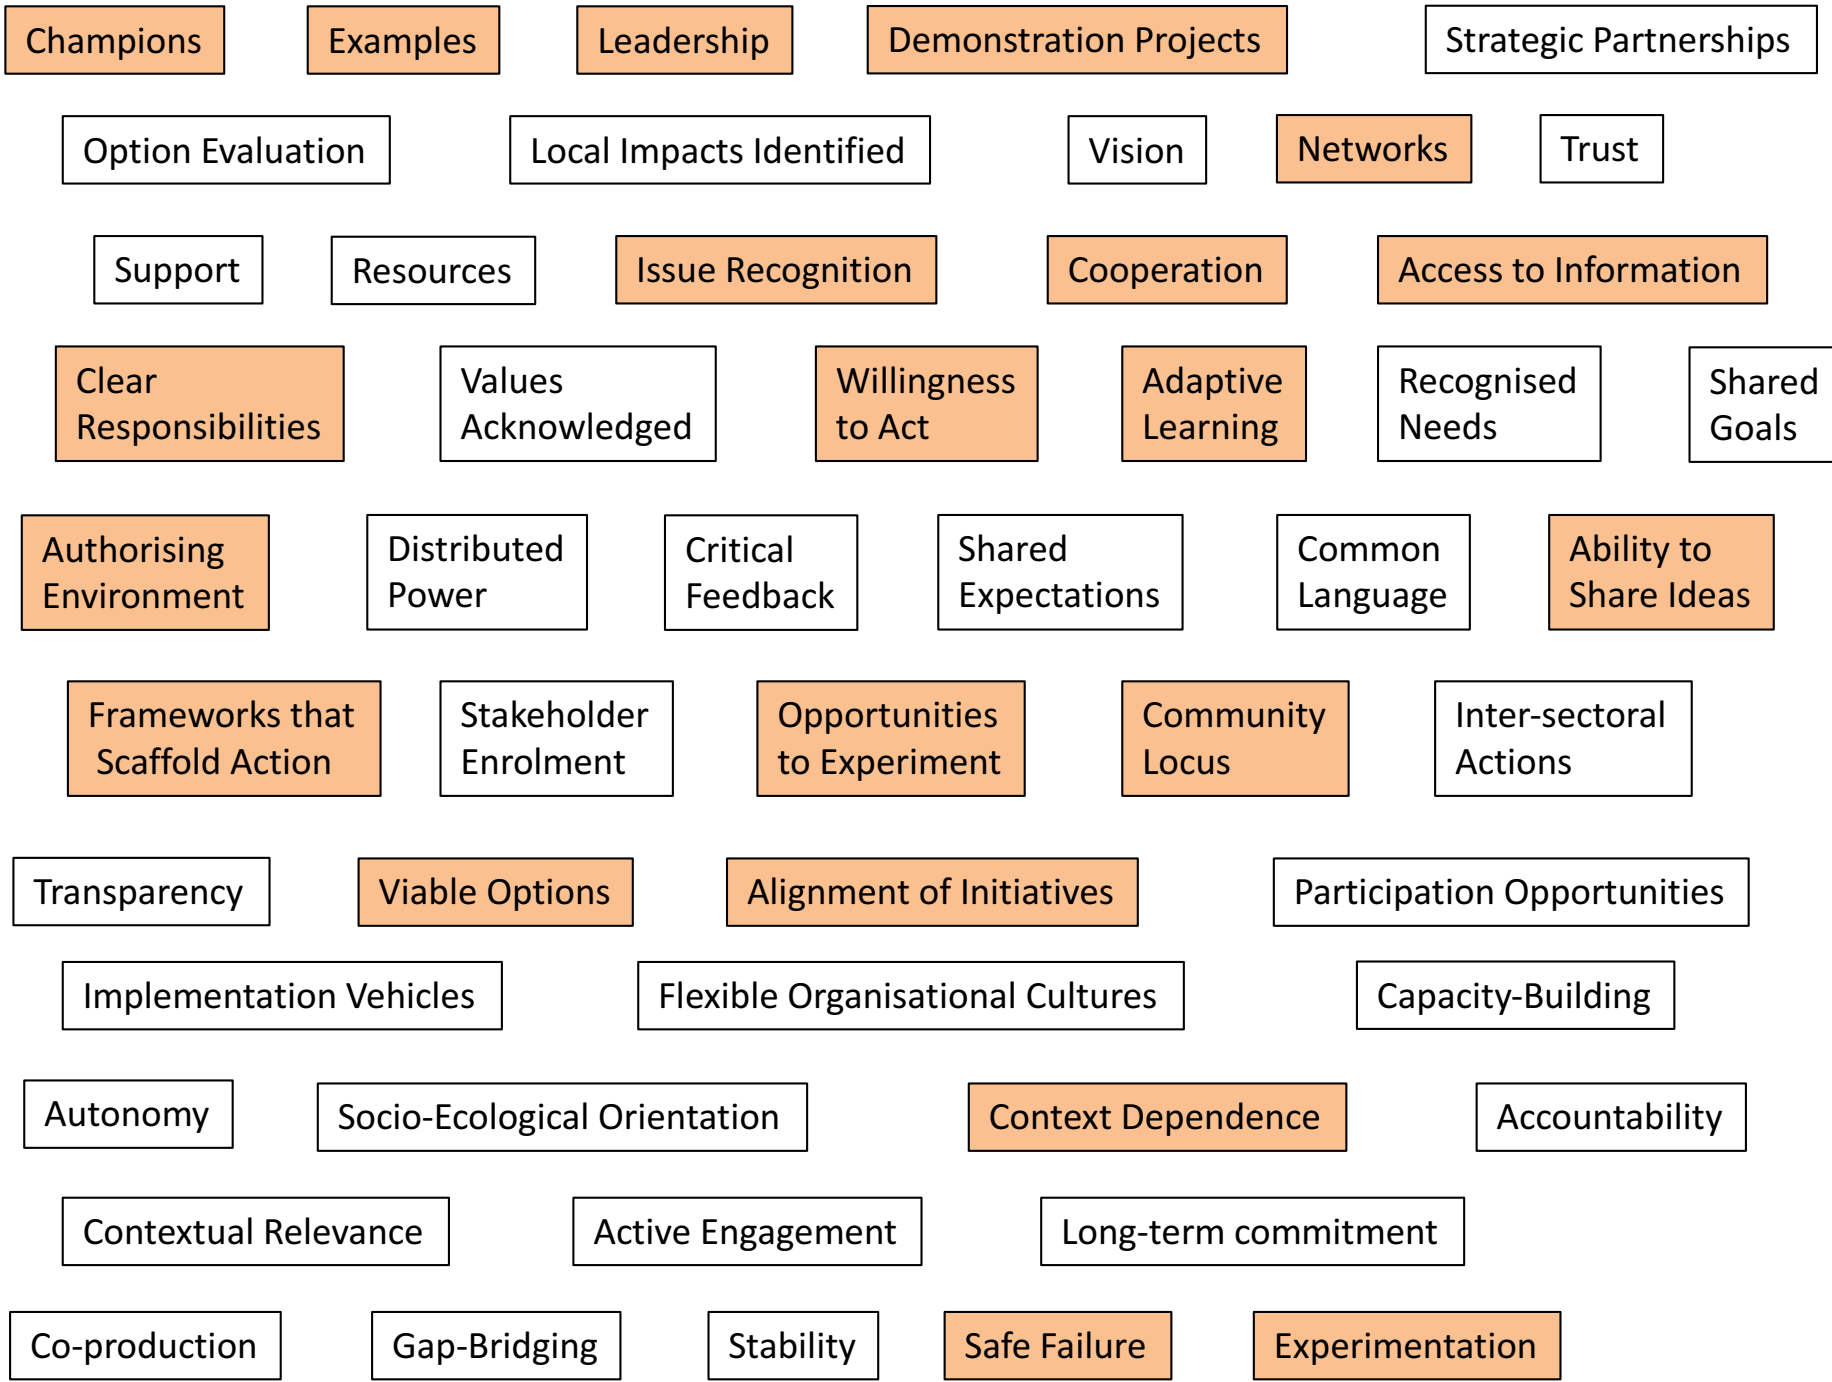 Champions
Examples
Leadership
Demonstration Projects
Strategic Partnerships
Option Evaluation
Local Impacts Identified
Vision
Networks
Trust
Support
Resources
Issue Recognition
Cooperation
Access to Information
Clear
Responsibilities
Values
Acknowledged
Willingness
to Act
Adaptive
Learning
Recognised
Needs
Shared
Goals
Authorising
Environment
Distributed
Power
Critical
Feedback
Shared
Expectations
Common
Language
Ability to
Share Ideas
Frameworks that
Scaffold Action
Stakeholder
Enrolment
Opportunities
to Experiment
Community
Locus
Inter-sectoral
Actions
Transparency
Viable Options
Alignment of Initiatives
Participation Opportunities
Implementation Vehicles
Flexible Organisational Cultures
Capacity-Building
Autonomy
Socio-Ecological Orientation
Context Dependence
Accountability
Contextual Relevance
Active Engagement
Long-term commitment
Co-production
Gap-Bridging
Stability
Safe Failure
Experimentation